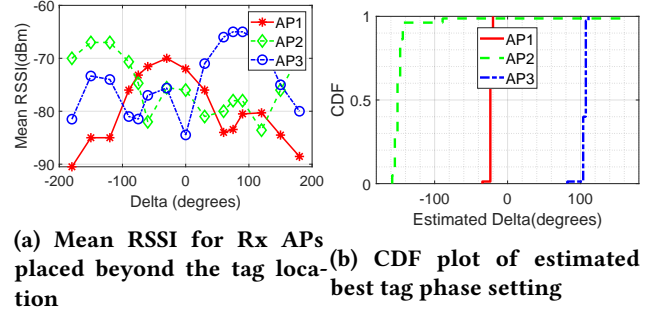 -60
-70
-80
-90
Mean RSSI(dBm)
AP1
AP2
AP3
-200
-100
0
100
200
Delta (degrees)
(a) Mean RSSI for Rx APs
placed beyond the tag loca-
tion
1
0.5
0
CDF
AP1
AP2
AP3
-100
0
100
Estimated Delta(degrees)
(b) CDF plot of estimated
best tag phase setting